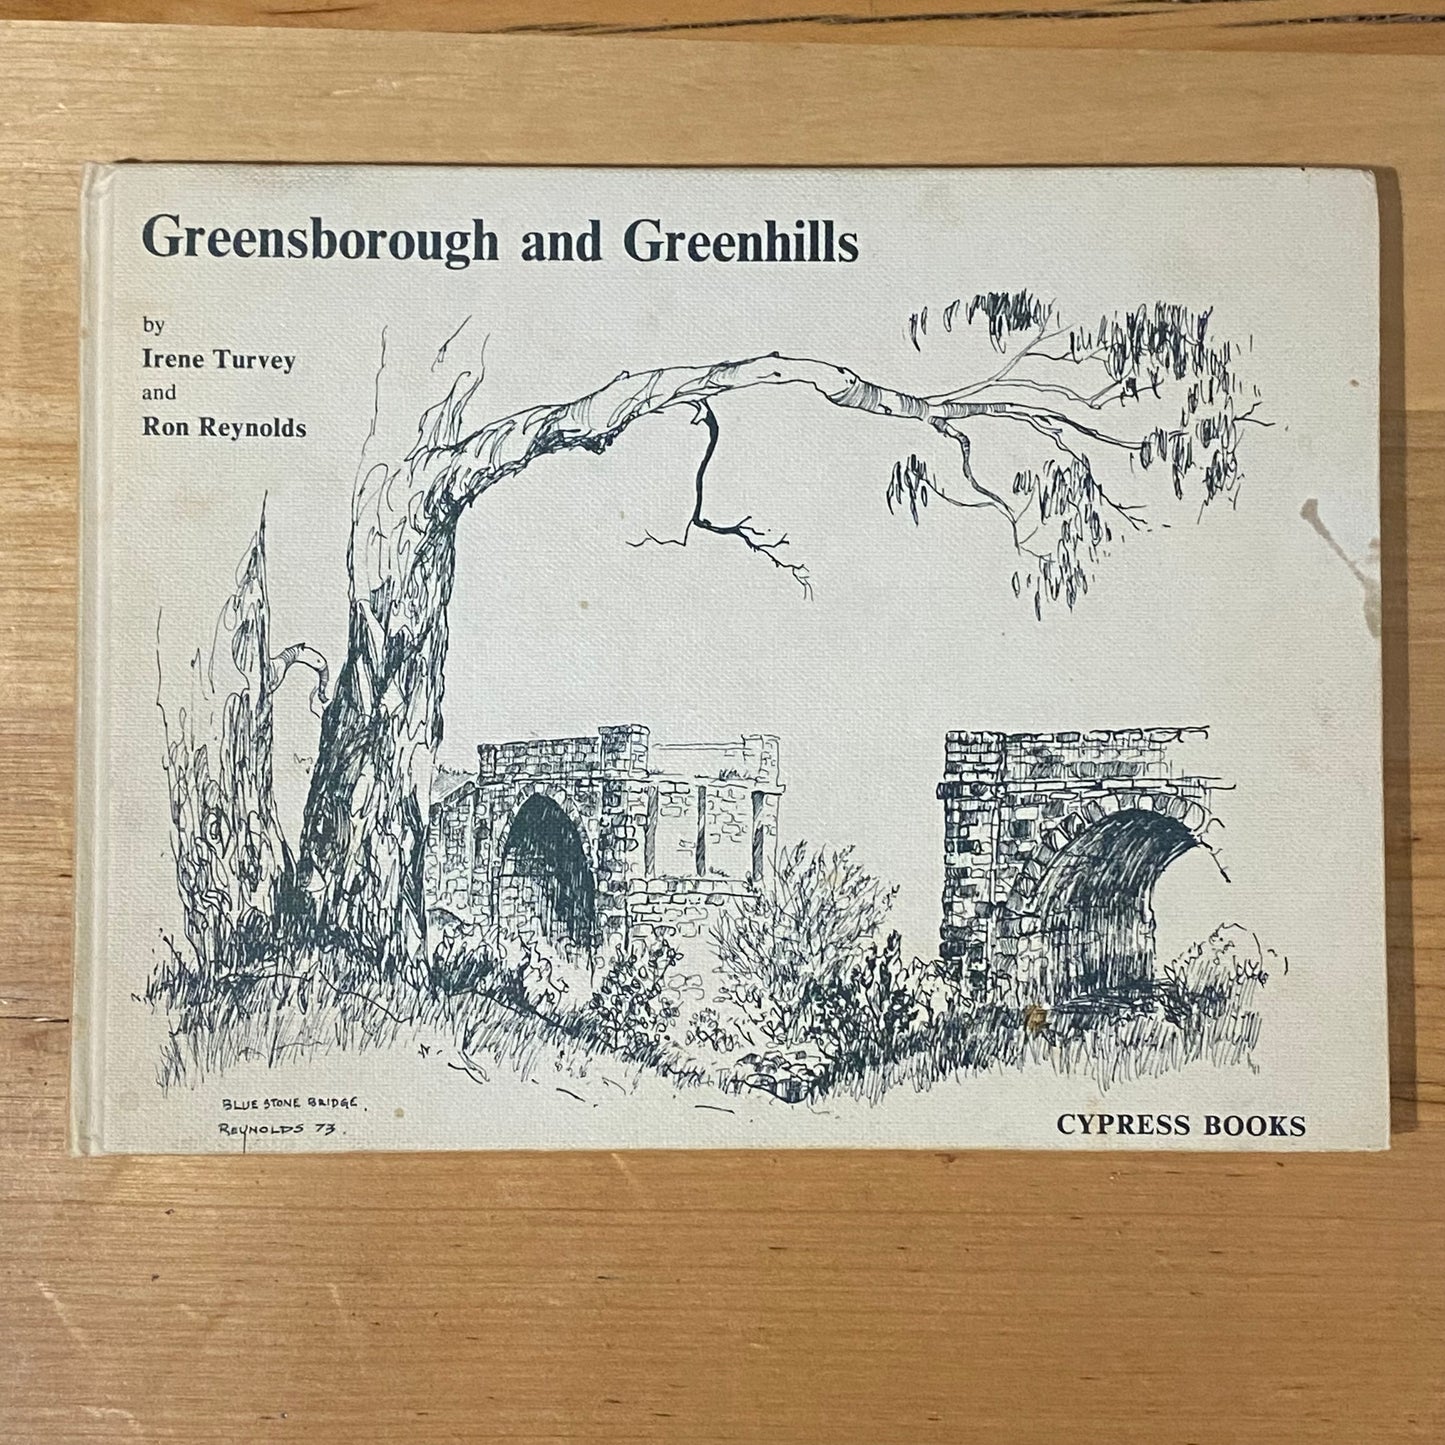 Greensborough and Greenhills
by
Irene Turvey
and
Ron Reynolds
BLUE STONE BRIDGE.
REYNOLDS 73.
CYPRESS BOOKS